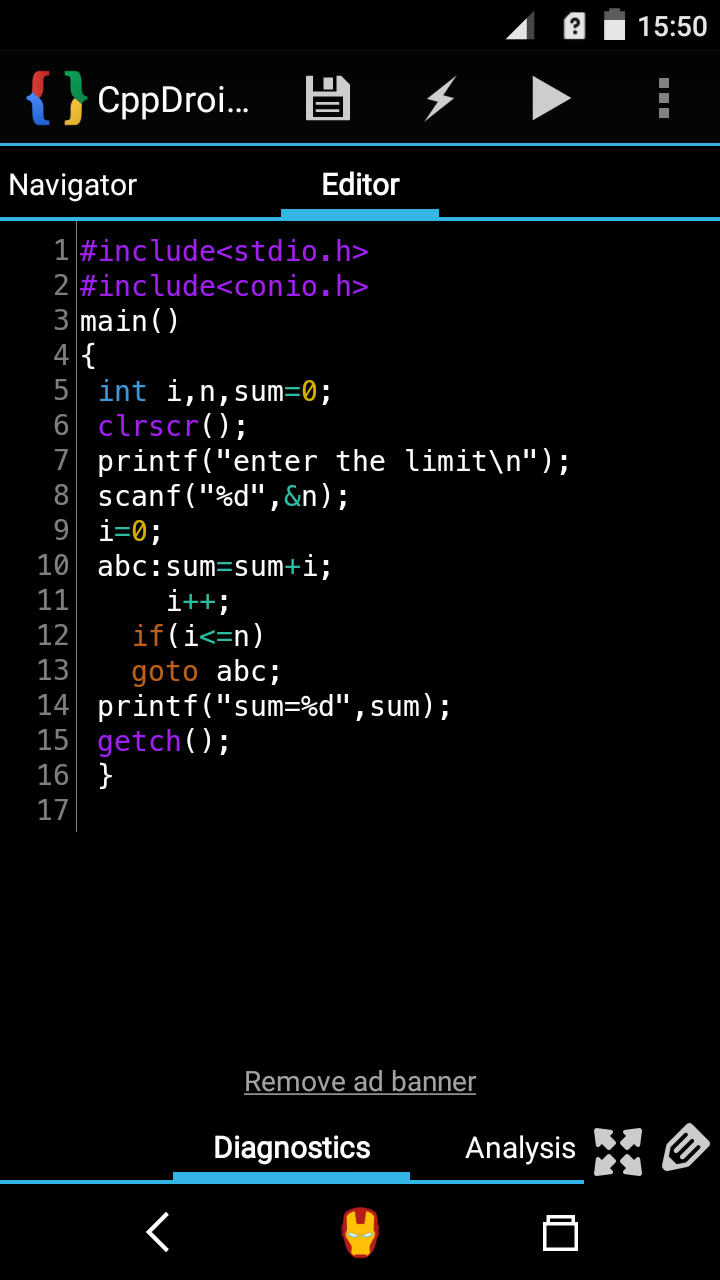 15:50
CppDroi...
Navigator Editor
1 #include<stdio.h>
2 #include<conio.h>
3 main()
4 {
5 int i,n,sum=0;
6 clrscr();
7 printf("enter the limit\n");
8 scanf("%d",&n);
9 i=0;
10 abc:sum=sum+i;
11 i++;
12 if(i<=n)
13 goto abc;
14 printf("sum=%d",sum);
15 getch();
16 }
17
Remove ad banner
Diagnostics Analysis